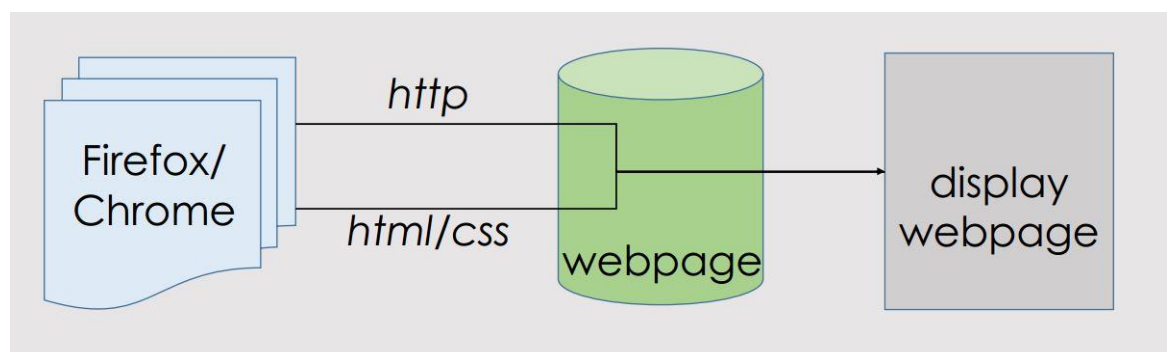 Firefox/
Chrome
http
html/css
webpage
display
webpage